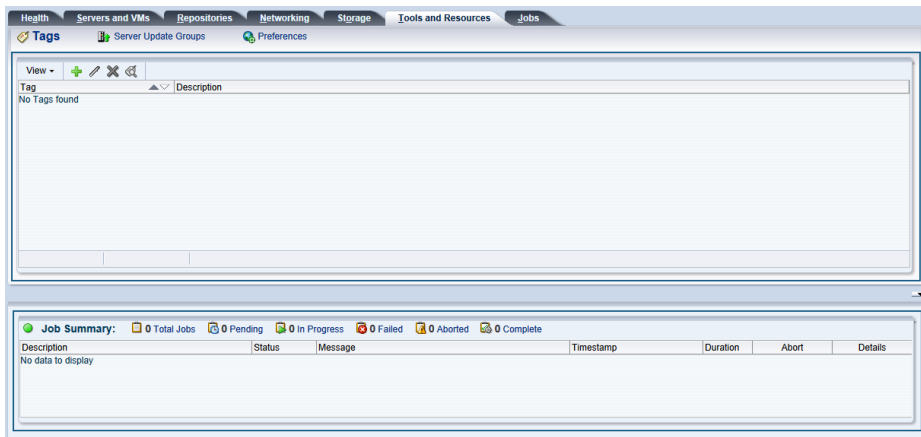 Health Servers and VMs Repositories Networking Storage Tools and Resources Jobs
Tags Server Update Groups Preferences
View
Tag Description
No Tags found
Job Summary: 0 Total Jobs 0 Pending 0 In Progress 0 Failed 0 Aborted 0 Complete
Description Status Message Timestamp Duration Abort Details
No data to display